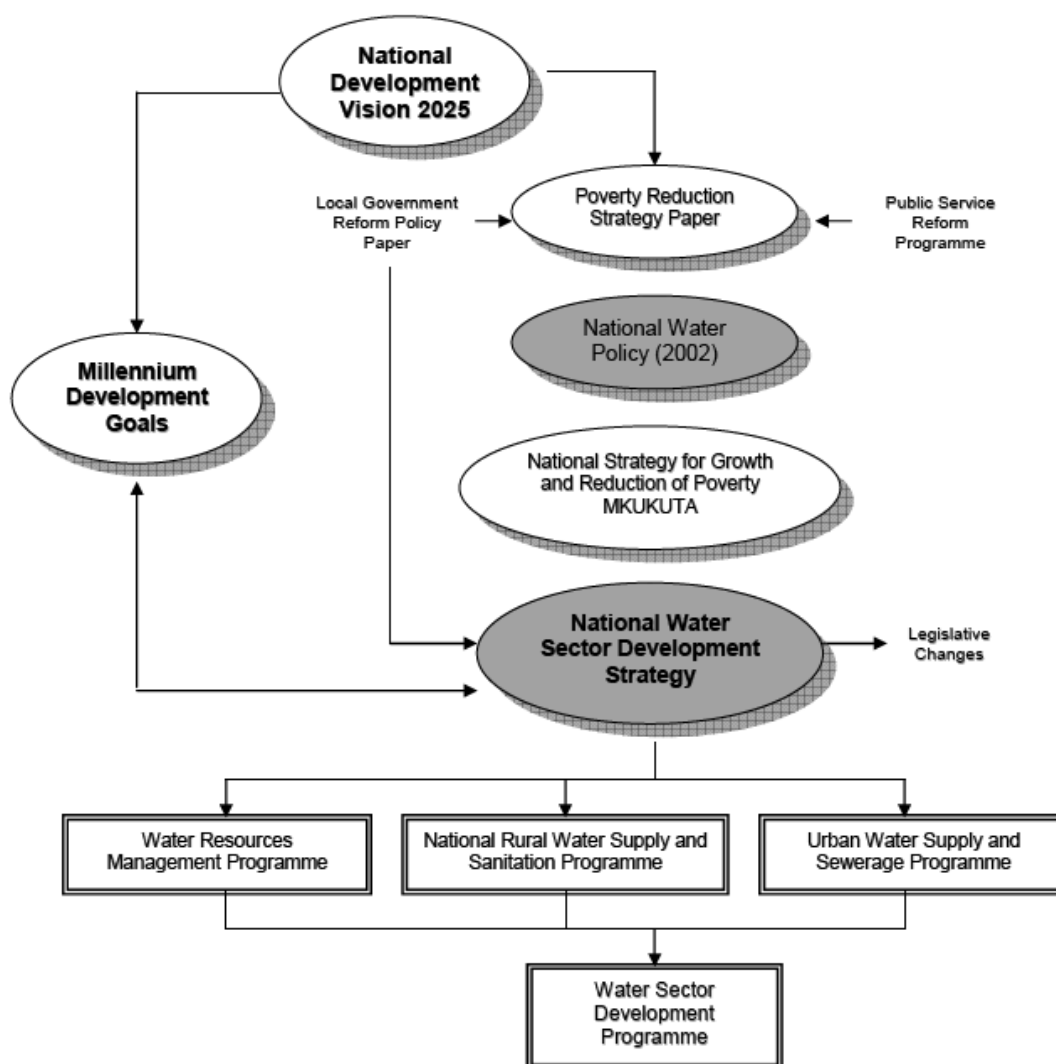 National
Development
Vision 2025
Poverty Reduction
Strategy Paper
Local Government
Reform Policy
Paper
Public Service
Reform
Programme
National Water
Policy (2002)
Millennium
Development
Goals
National Strategy for Growth
and Reduction of Poverty
MKUKUTA
National Water
Sector Development
Strategy
Legislative
Changes
Water Resources
Management Programme
National Rural Water Supply and
Sanitation Programme
Urban Water Supply and
Sewerage Programme
Water Sector
Development
Programme